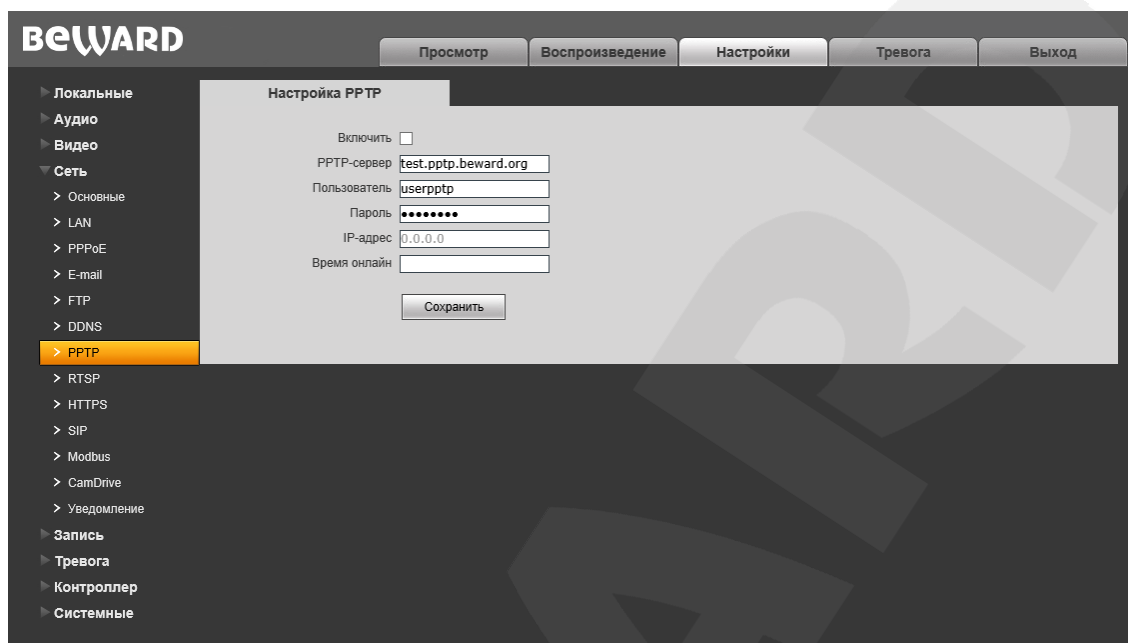 BEWARD
Просмотр
Воспроизведение
Настройки
Тревога
Выход
Локальные
Аудио
Видео
Сеть
Основные
LAN
PPPoE
E-mail
FTP
DDNS
PPTP
RTSP
HTTPS
SIP
Modbus
CamDrive
Уведомление
Запись
Тревога
Контроллер
Системные
Настройка PPTP
Включить
PPTP-сервер test.pptp.beward.org
Пользователь userpptp
Пароль ••••••••
IP-адрес 0.0.0.0
Время онлайн
Сохранить